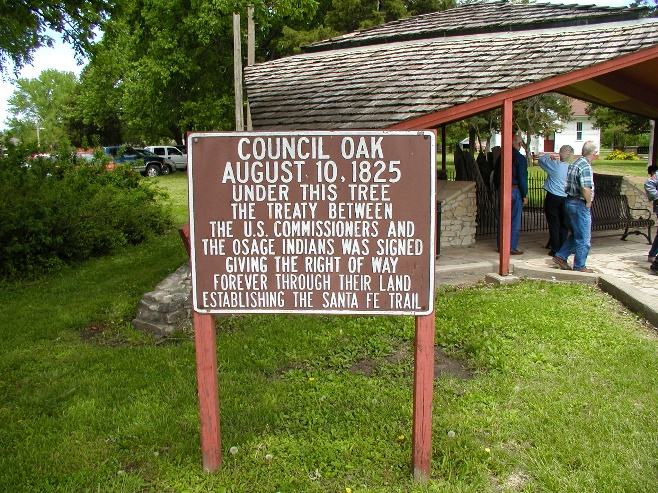 COUNCIL OAK
AUGUST 10, 1825
UNDER THIS TREE
THE TREATY BETWEEN
THE U.S. COMMISSIONERS AND
THE OSAGE INDIANS WAS SIGNED
GIVING THE RIGHT OF WAY
FOREVER THROUGH THEIR LAND
ESTABLISHING THE SANTA FE TRAIL